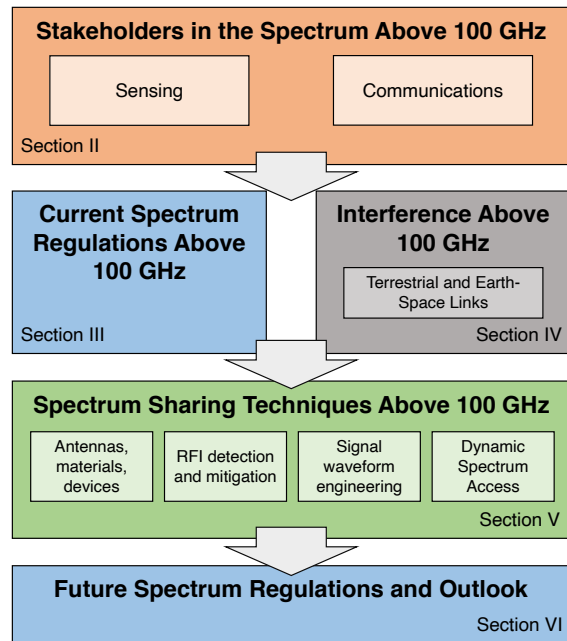 Stakeholders in the Spectrum Above 100 GHz
Sensing
Communications
Section II
Current Spectrum
Regulations Above
100 GHz
Section III
Interference Above
100 GHz
Terrestrial and Earth-
Space Links
Section IV
Spectrum Sharing Techniques Above 100 GHz
Antennas,
materials,
devices
RFI detection
and mitigation
Signal
waveform
engineering
Dynamic
Spectrum
Access
Section V
Future Spectrum Regulations and Outlook
Section VI